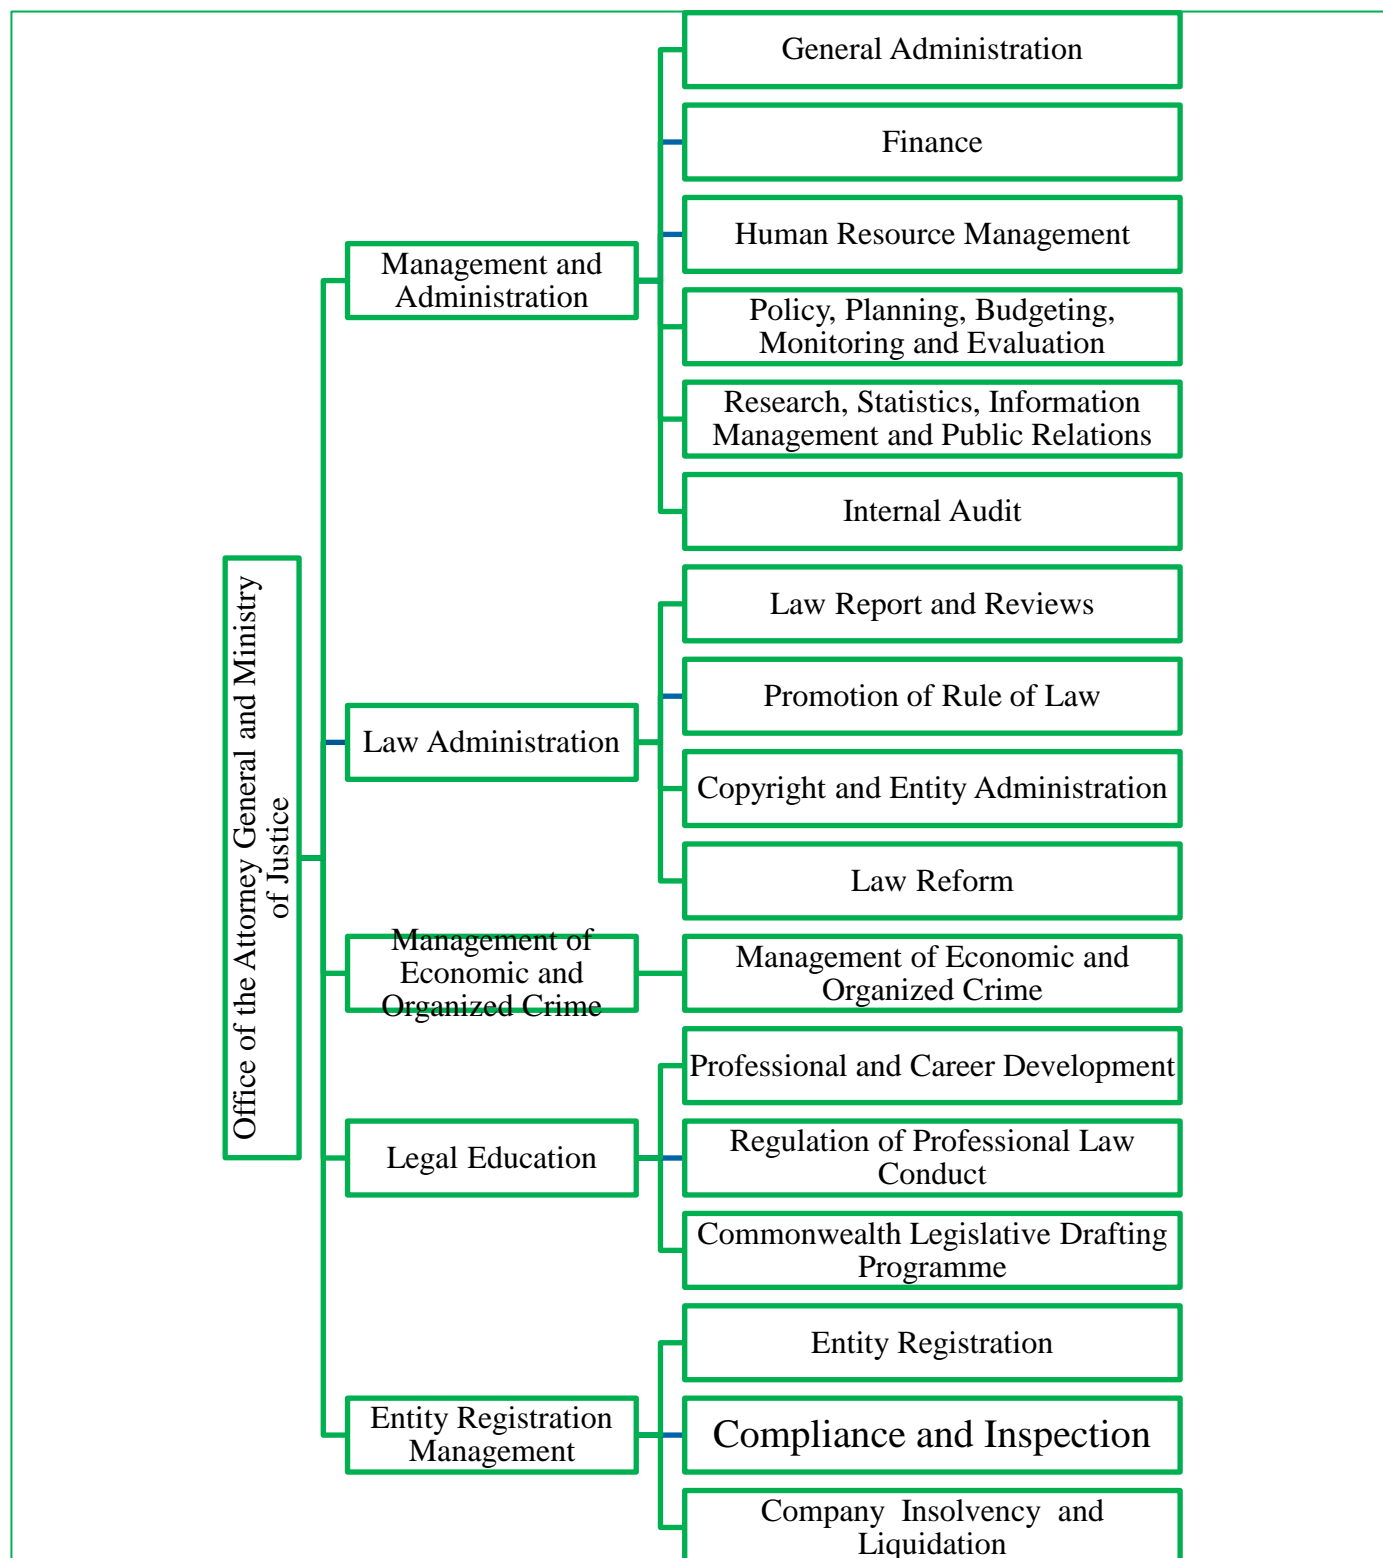 Office of the Attorney General and Ministry
of Justice
Management and
Administration
General Administration
Finance
Human Resource Management
Policy, Planning, Budgeting,
Monitoring and Evaluation
Research, Statistics, Information
Management and Public Relations
Internal Audit
Law Administration
Law Report and Reviews
Promotion of Rule of Law
Copyright and Entity Administration
Law Reform
Management of
Economic and
Organized Crime
Management of Economic and
Organized Crime
Legal Education
Professional and Career Development
Regulation of Professional Law
Conduct
Commonwealth Legislative Drafting
Programme
Entity Registration
Management
Entity Registration
Compliance and Inspection
Company Insolvency and
Liquidation